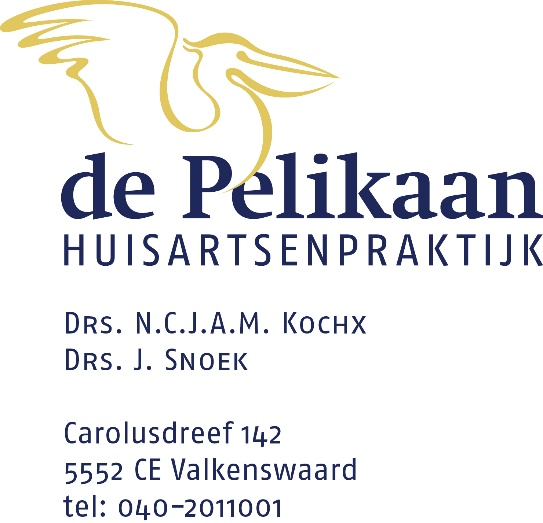 de Pelikaan
HUISARTSENPRAKTIJK
Drs. N.C.J.A.M. Kochx
Drs. J. Snoek
Carolusdreef 142
5552 CE Valkenswaard
tel: 040-2011001